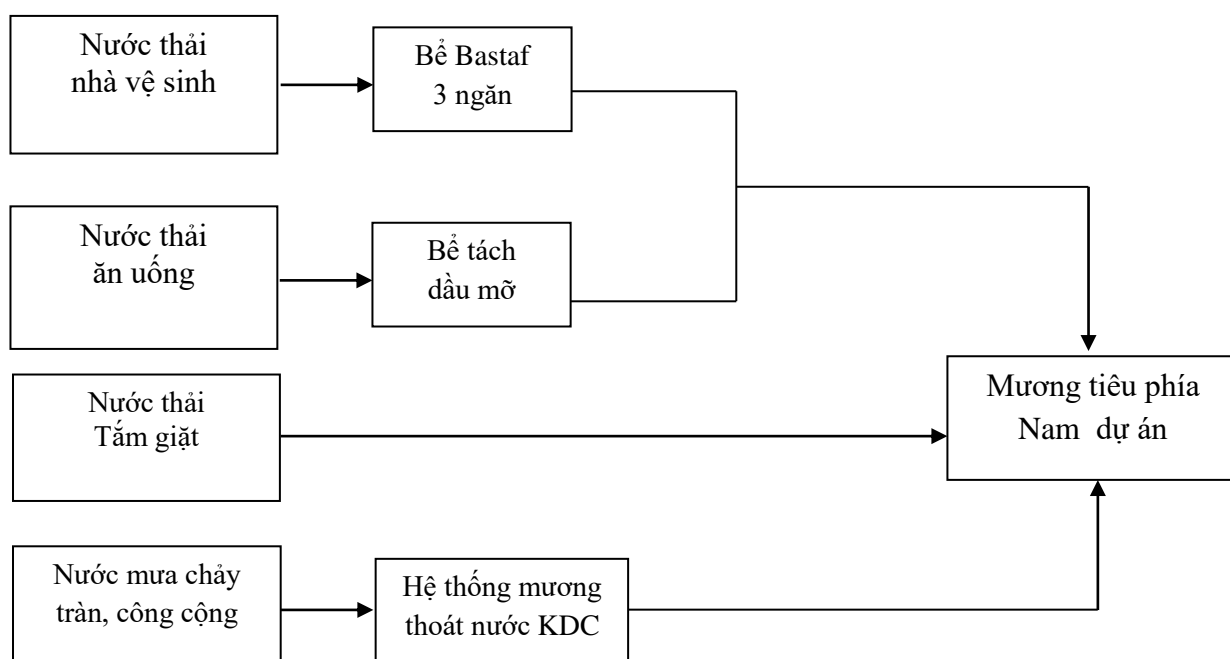 Nước thải
nhà vệ sinh
Bể Bastaf
3 ngăn
Nước thải
ăn uống
Bể tách
dầu mỡ
Nước thải
Tắm giặt
Mương tiêu phía
Nam dự án
Nước mưa chảy
tràn, công cộng
Hệ thống mương
thoát nước KDC